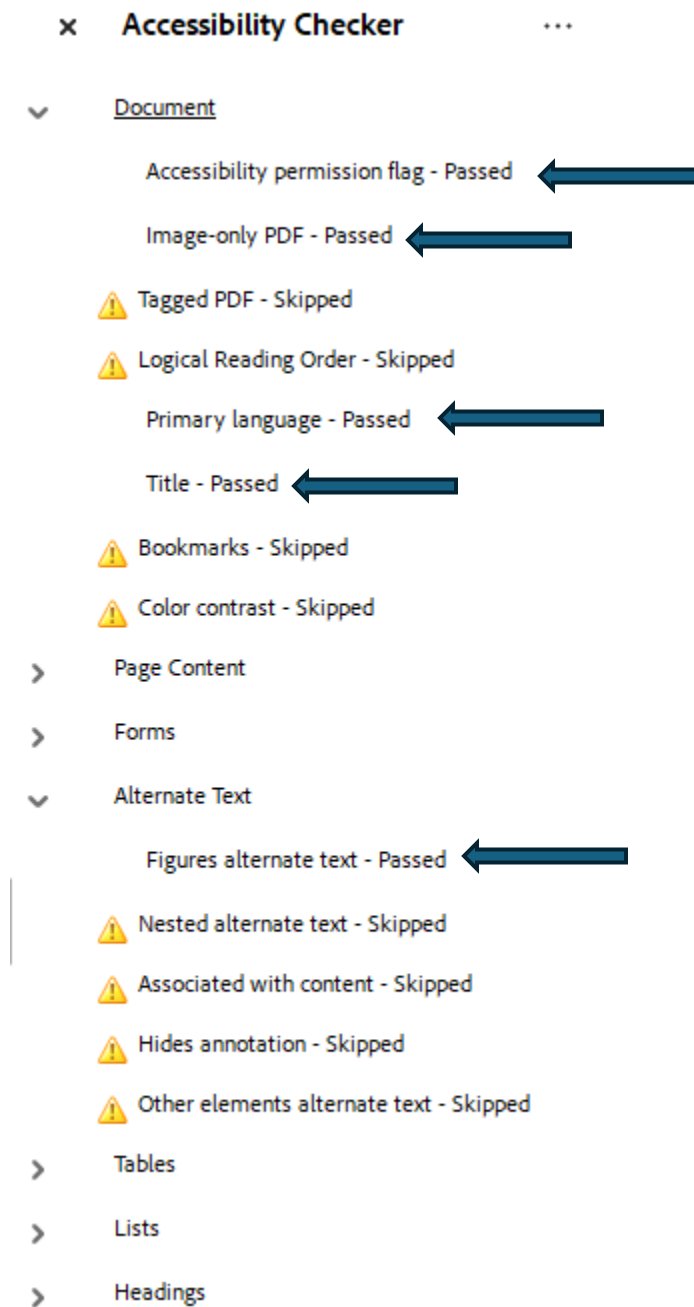 Accessibility Checker
Document
Accessibility permission flag - Passed
Image-only PDF - Passed
Tagged PDF - Skipped
Logical Reading Order - Skipped
Primary language - Passed
Title - Passed
Bookmarks - Skipped
Color contrast - Skipped
Page Content
Forms
Alternate Text
Figures alternate text - Passed
Nested alternate text - Skipped
Associated with content - Skipped
Hides annotation - Skipped
Other elements alternate text - Skipped
Tables
Lists
Headings